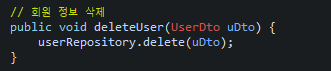 // 회원 정보 삭제
public void deleteUser(UserDto uDto) {
    userRepository.delete(uDto);
}